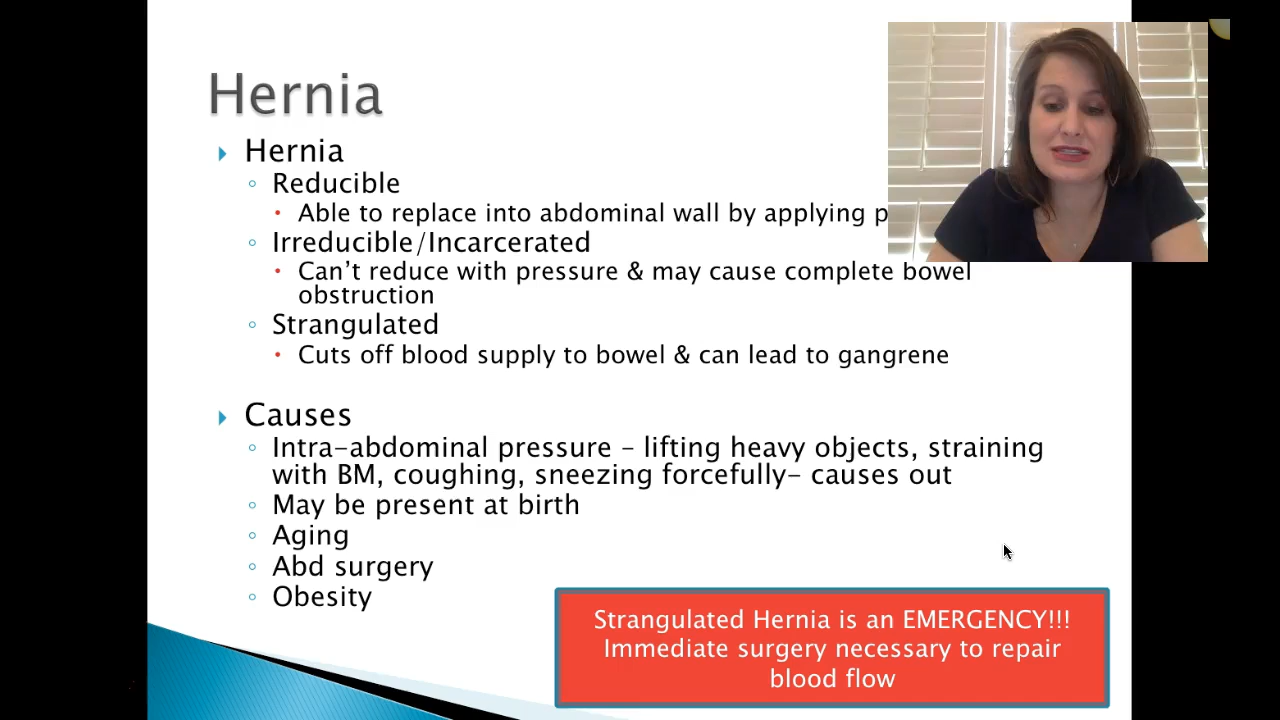 Hernia
Hernia
Reducible
Able to replace into abdominal wall by applying
Irreducible/Incarcerated
Can't reduce with pressure & may cause complete bowel
obstruction
Strangulated
Cuts off blood supply to bowel & can lead to gangrene
Causes
Intra-abdominal pressure – lifting heavy objects, straining
with BM, coughing, sneezing forcefully– causes out
May be present at birth
Aging
Abd surgery
Obesity
Strangulated Hernia is an EMERGENCY!!!
Immediate surgery necessary to repair
blood flow